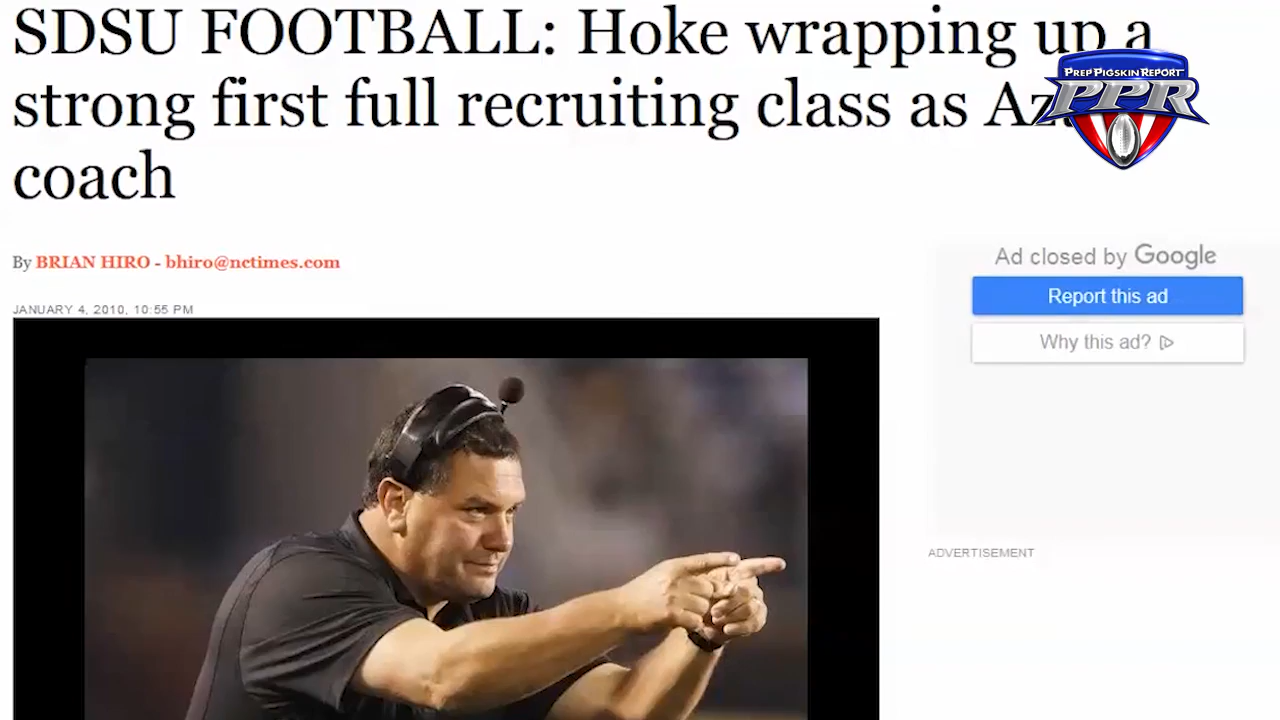 SDSU FOOTBALL: Hoke wrapping up a
strong first full recruiting class as
coach
PREP PIGSKIN REPORT
PPR
By BRIAN HIRO - bhiro@nctimes.com
JANUARY 4, 2010, 10:55 PM
Ad closed by Google
Report this ad
Why this ad?
ADVERTISEMENT